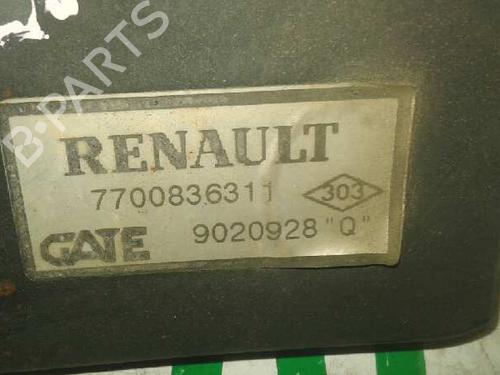 B-PARTS
RENAULT
7700836311 303
GATE 9020928 "Q"